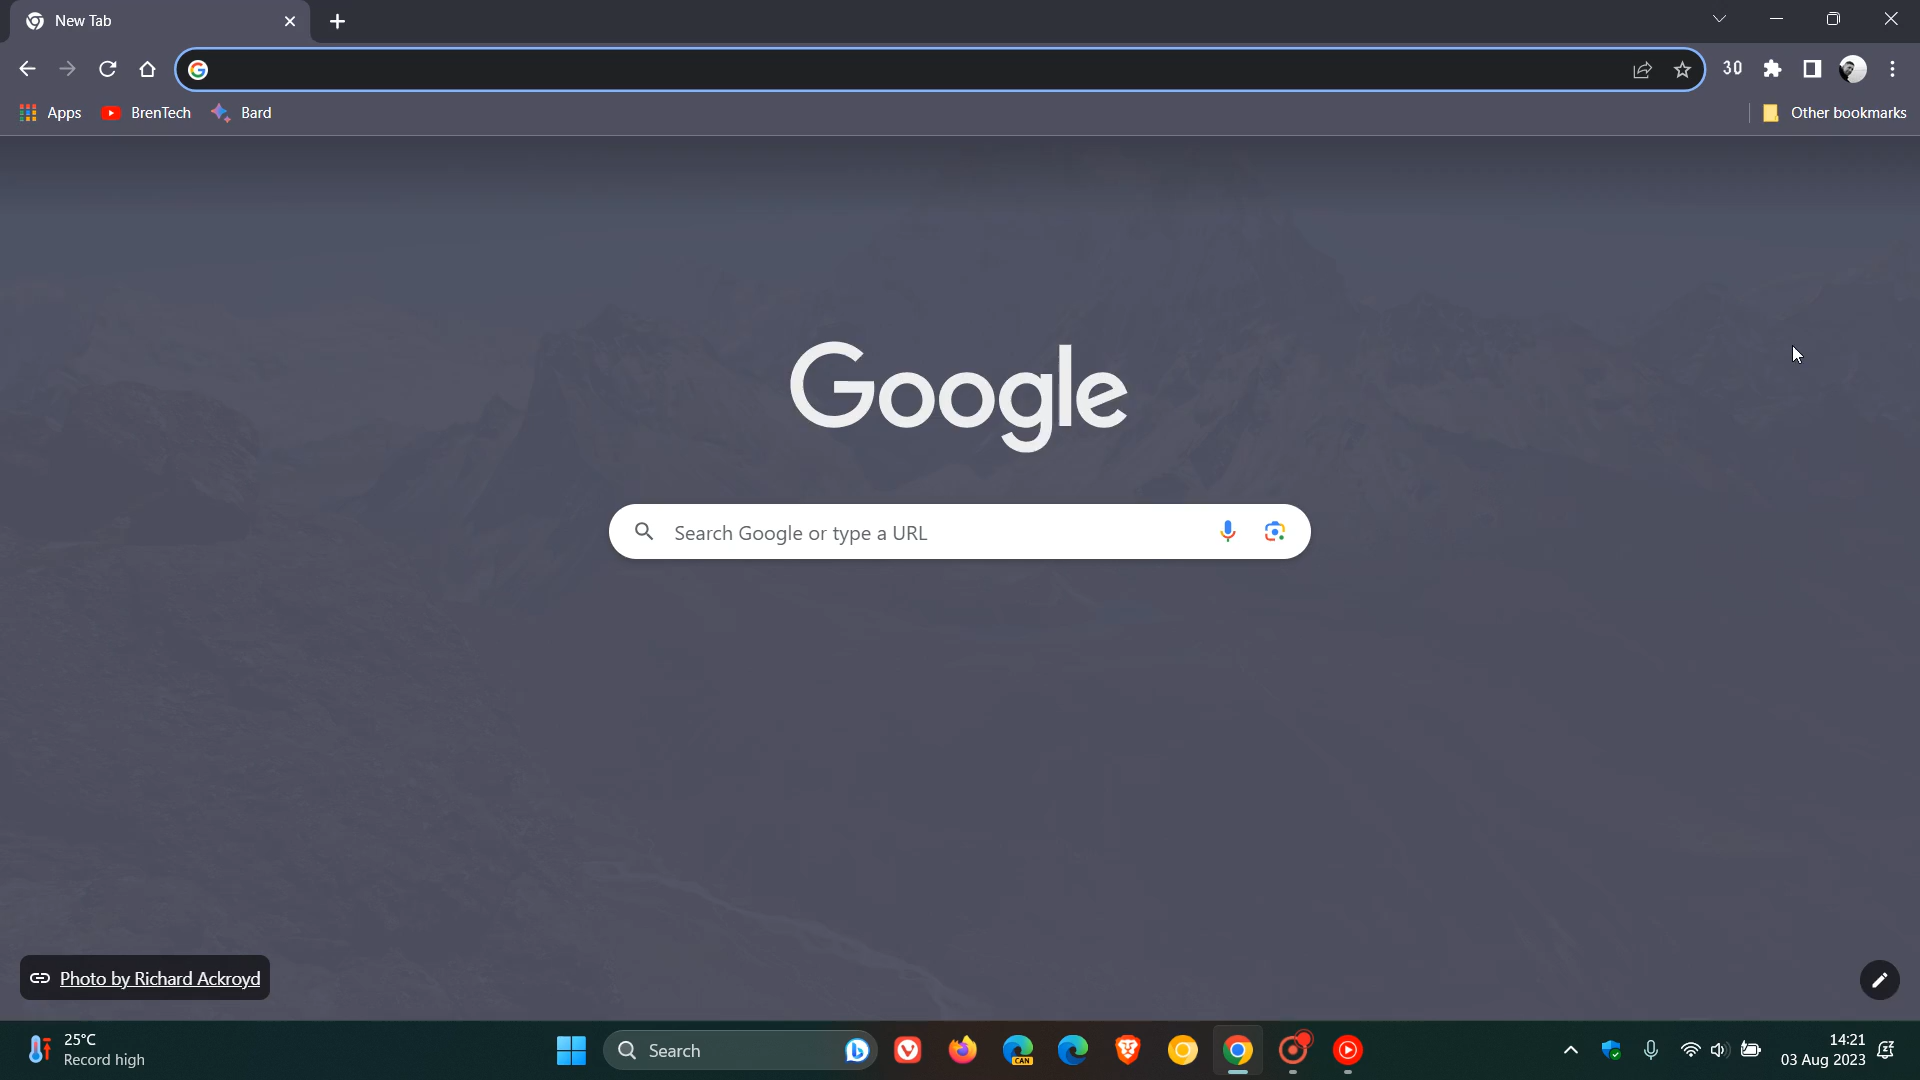 New Tab
30
Apps
BrenTech
Bard
Other bookmarks
Google
Search Google or type a URL
Photo by Richard Ackroyd
25°C
Record high
Search
CAN
14:21
03 Aug 2023